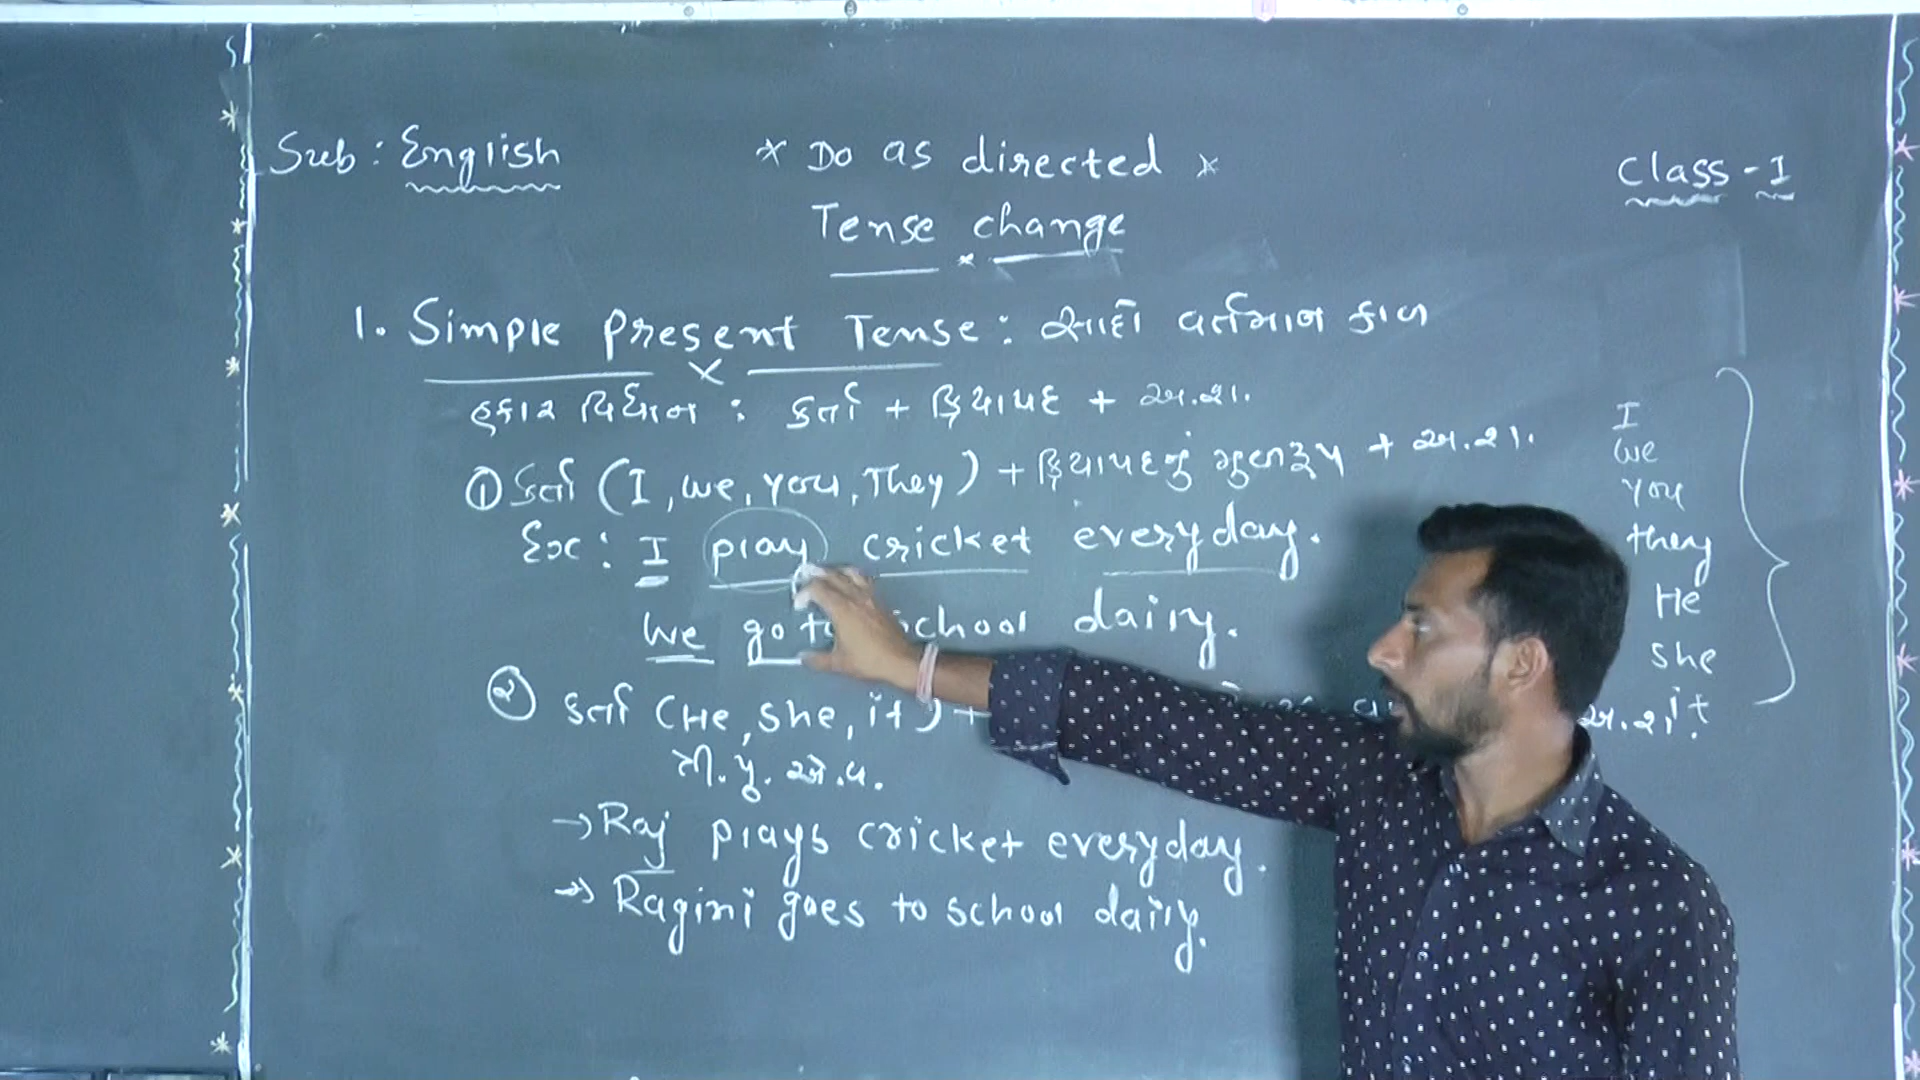 Sub : English
* Do as directed *
Class - I
Tense change
1. Simple Present Tense : સાદો વર્તમાન કાળ
હકાર વિધાન : કર્તા + ક્રિયાપદ + અ.શ.
① કર્તા (I, we, you, They) + ક્રિયાપદનું મુળરૂપ + અ.શ.
Ex : I play cricket everyday.
We go to school daily.
૨ કર્તા (He, she, it) +
અ.શ.
ત્રી.પુ. એ.વ.
→ Raj plays cricket everyday.
→ Ragini goes to school daily.
I
we
you
they
He
she
it